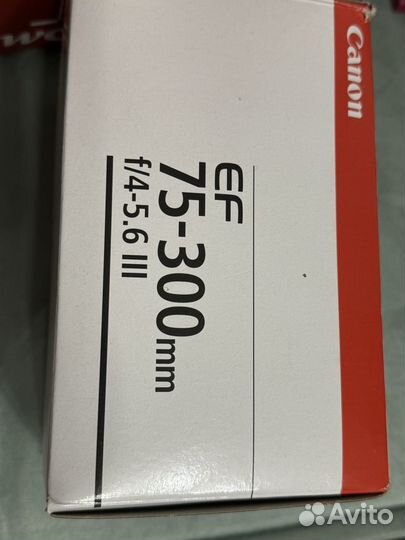 Canon
EF
75-300mm
f/4-5.6 III
Avito